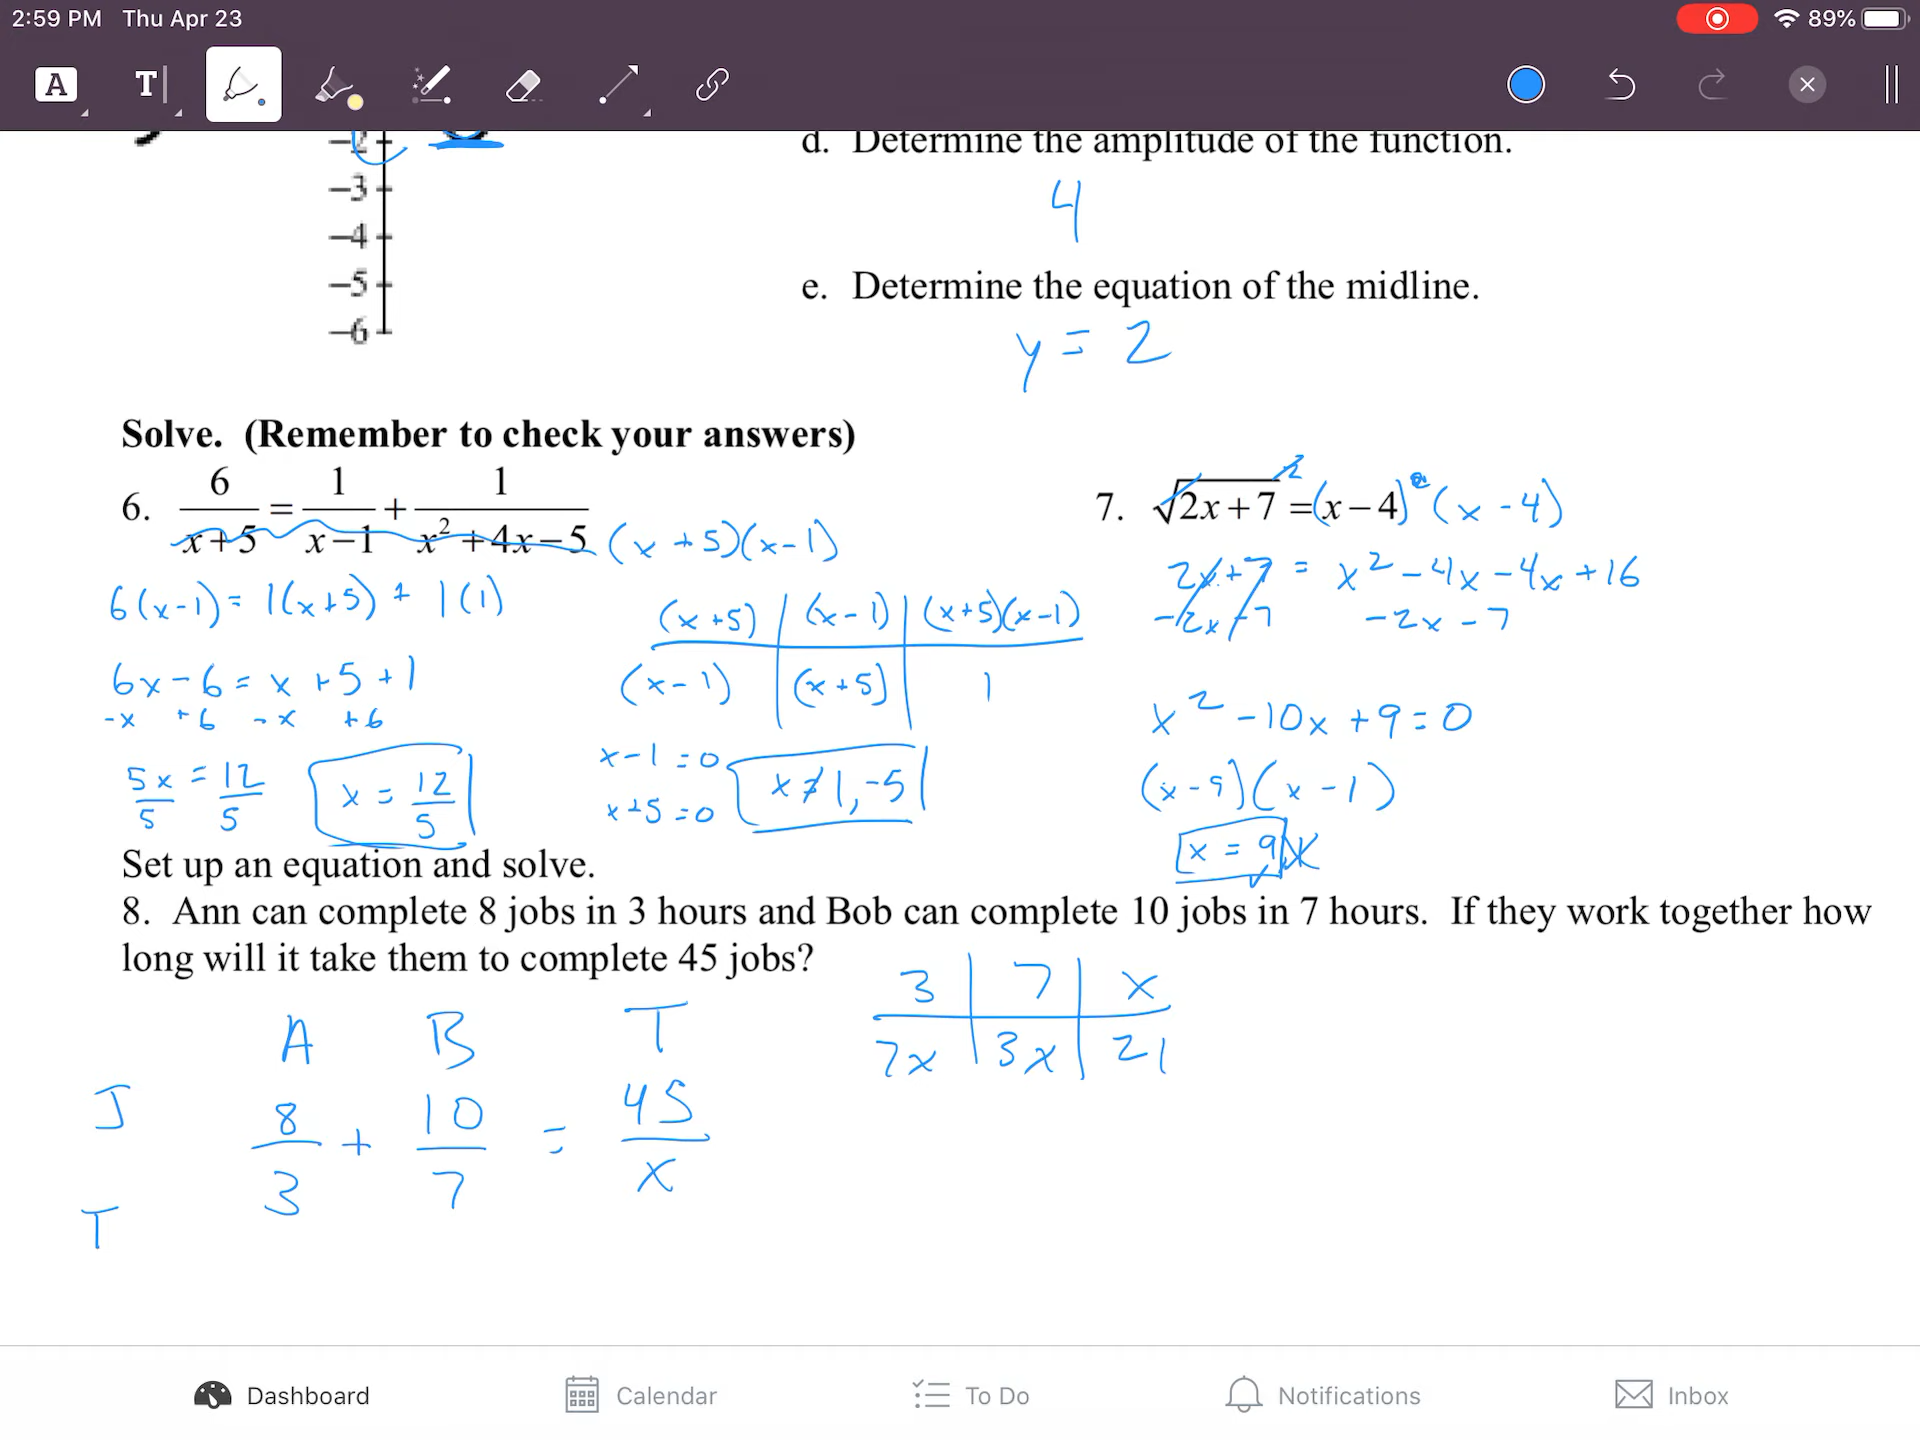 2:59 PM Thu Apr 23
89%
A T
d. Determine the amplitude of the function.
-2
-3
4
-4
-5
e. Determine the equation of the midline.
-6
y = 2
Solve. (Remember to check your answers)
6. 6/(x+5) = 1/(x−1) + 1/(x²+4x−5) (x+5)(x-1)
6(x-1) = 1(x+5) + 1(1)
(x+5) | (x-1) | (x+5)(x-1)
(x-1) | (x+5) | 1
6x-6 = x+5+1
-x +6 -x +6
5x/5 = 12/5
x = 12/5
x-1=0
x+5=0
x≠1,-5
7. √(2x+7)² = (x−4)² (x-4)
2x+7 = x²-4x-4x+16
-2x-7 -2x-7
x²-10x+9=0
(x-9)(x-1)
x = 9
Set up an equation and solve.
8. Ann can complete 8 jobs in 3 hours and Bob can complete 10 jobs in 7 hours. If they work together how
long will it take them to complete 45 jobs?
3 | 7 | x
7x | 3x | 21
A B T
J
8/3 + 10/7 = 45/x
T
Dashboard Calendar To Do Notifications Inbox